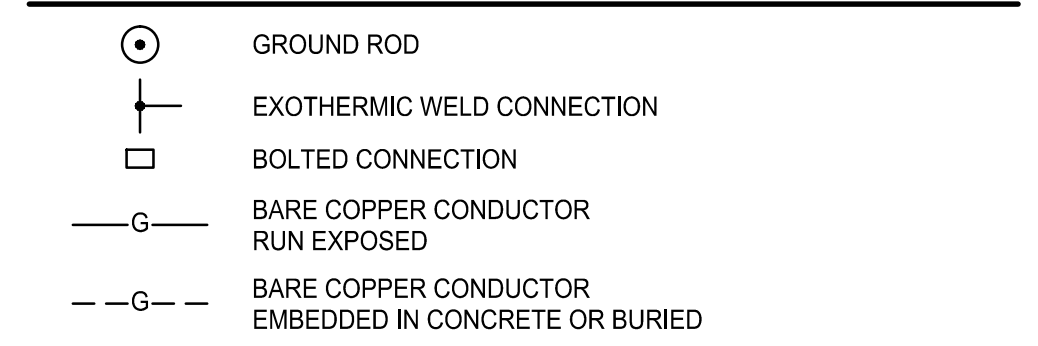 GROUND ROD
EXOTHERMIC WELD CONNECTION
BOLTED CONNECTION
G BARE COPPER CONDUCTOR
RUN EXPOSED
G BARE COPPER CONDUCTOR
EMBEDDED IN CONCRETE OR BURIED